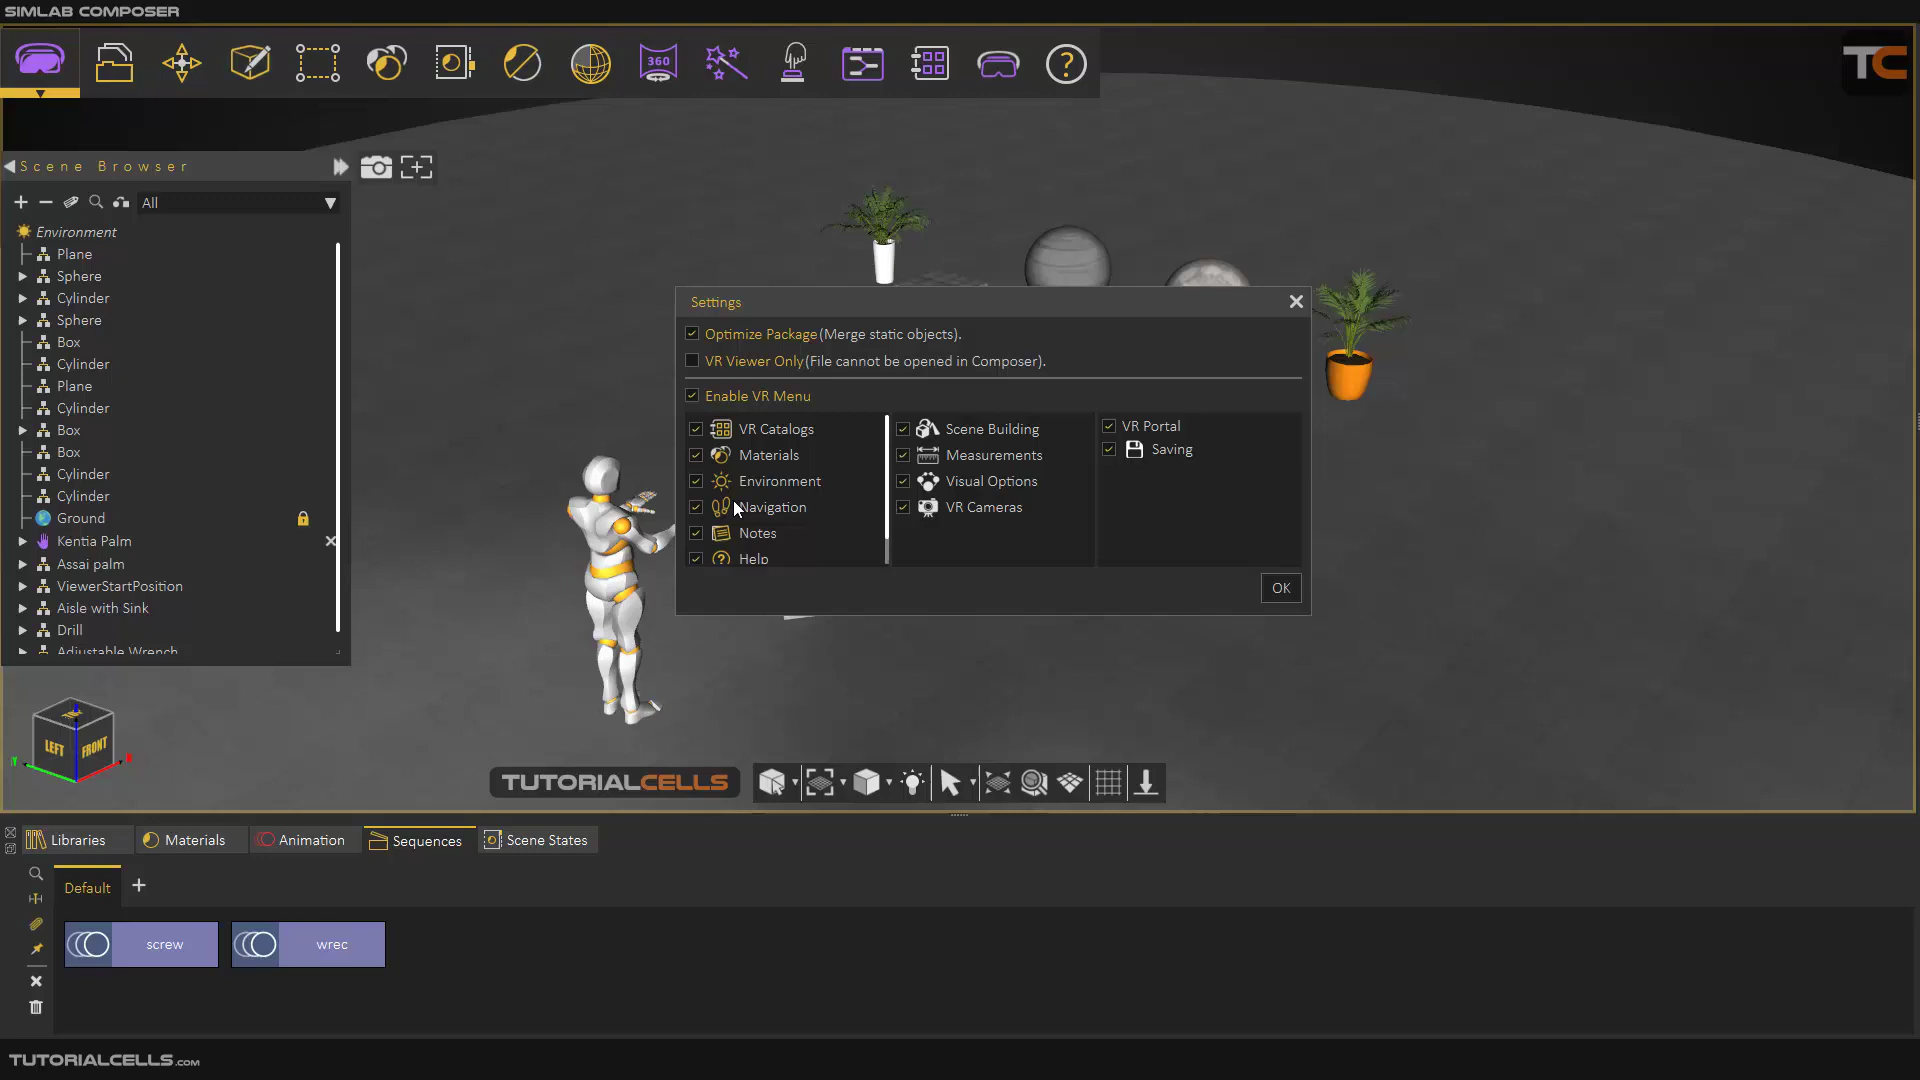 SIMLAB COMPOSER
360
TC
Scene Browser
All
Environment
Plane
Sphere
Cylinder
Sphere
Box
Cylinder
Plane
Cylinder
Box
Box
Cylinder
Cylinder
Ground
Kentia Palm
Assai palm
ViewerStartPosition
Aisle with Sink
Drill
Adjustable Wrench
Settings
Optimize Package(Merge static objects).
VR Viewer Only(File cannot be opened in Composer).
Enable VR Menu
VR Catalogs
Materials
Environment
Navigation
Notes
Help
Scene Building
Measurements
Visual Options
VR Cameras
VR Portal
Saving
OK
LEFT
FRONT
TUTORIALCELLS
Libraries
Materials
Animation
Sequences
Scene States
Default
screw
wrec
TUTORIALCELLS.COM